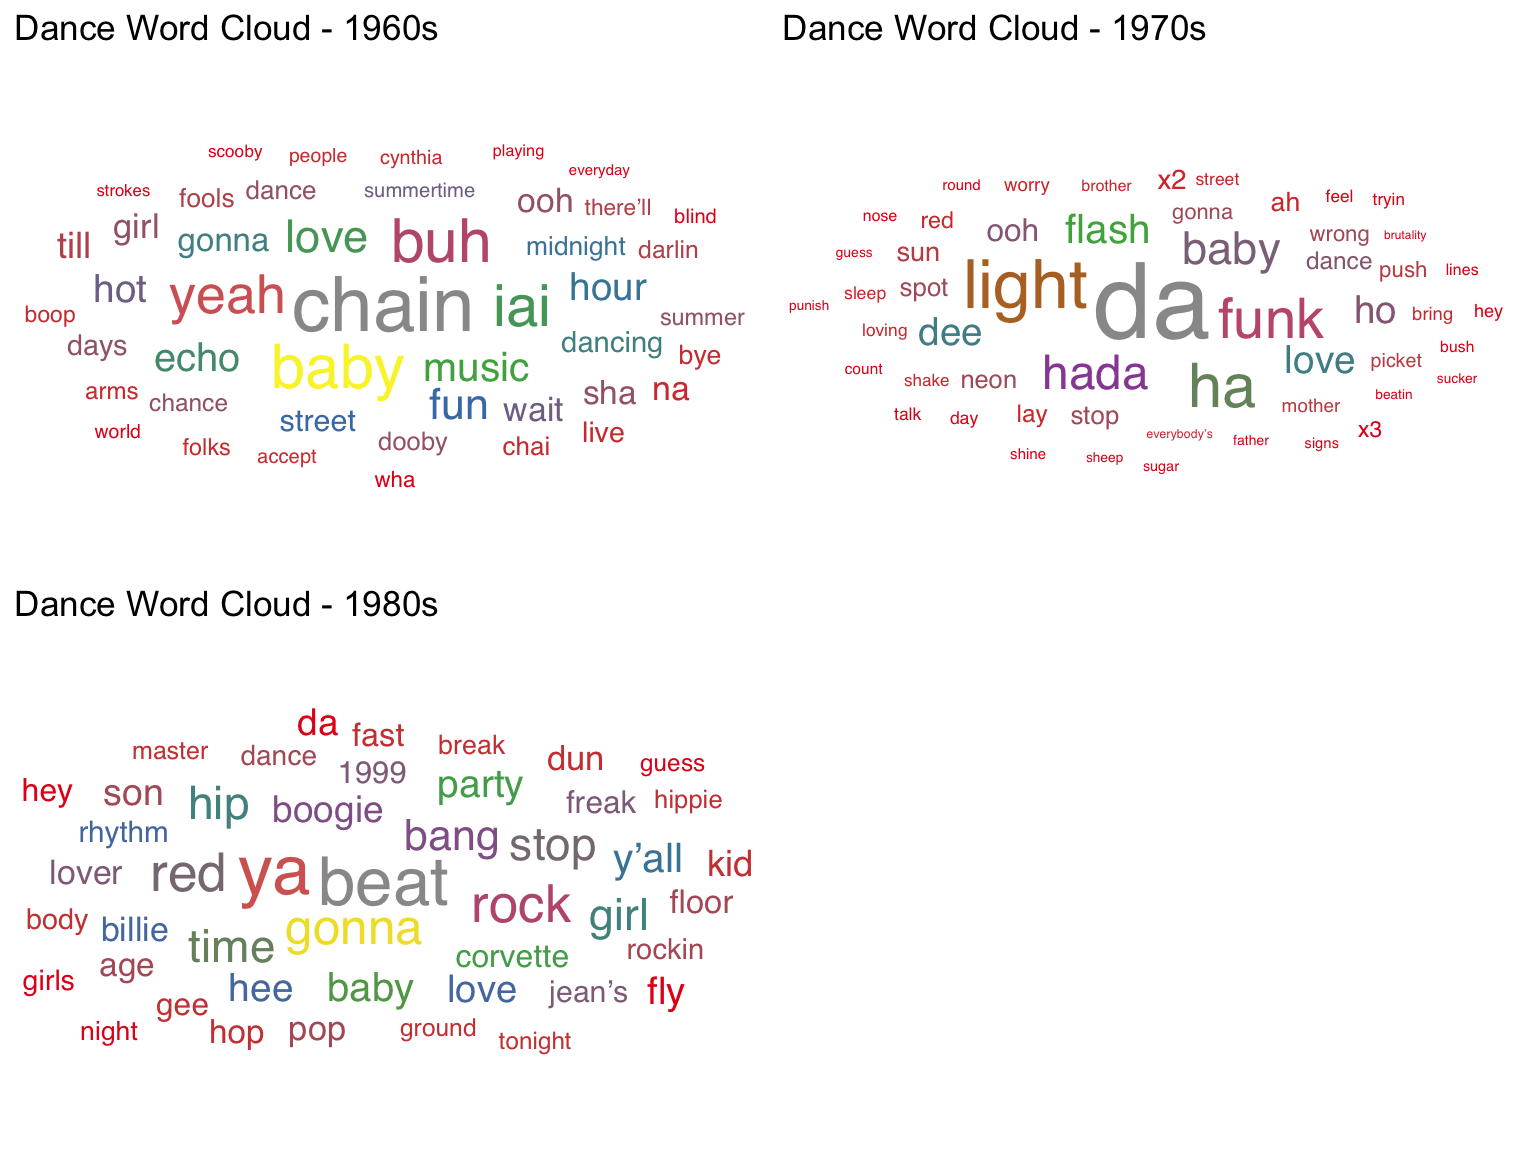 Dance Word Cloud - 1960s
scooby people cynthia playing
everyday
strokes fools dance summertime ooh there'll blind
till girl gonna love buh midnight darlin
hot yeah chain iai hour summer
boop days echo baby music dancing bye
arms chance street fun wait sha na
world folks accept dooby chai live
wha
Dance Word Cloud - 1970s
round worry brother x2 street
nose red ooh flash gonna ah feel tryin
guess sun baby wrong dance brutality
punish sleep spot light da funk ho push lines
loving dee bring hey
count shake neon hada ha love picket bush sucker
talk day lay stop mother beatin
everybody's father signs x3
shine sheep sugar
Dance Word Cloud - 1980s
da fast
master dance 1999 break dun guess
hey son hip boogie party freak hippie
rhythm bang stop y'all kid
lover red ya beat rock girl floor
body billie time gonna corvette rockin
girls age hee baby love jean's fly
gee
night hop pop ground tonight